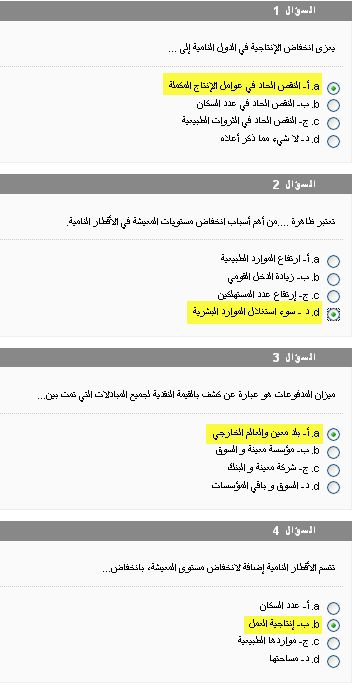 السؤال 1
يعزى انخفاض الإنتاجية في الدول النامية إلى ...
a. أ- النقص الحاد في عوامل الإنتاج المكملة
b. ب- النقص الحاد في عدد السكان
c. ج- النقص الحاد في الثروات الطبيعية
d. د- لا شيء مما ذكر أعلاه
السؤال 2
تعتبر ظاهرة ....من أهم أسباب انخفاض مستويات المعيشة في الأقطار النامية.
a. أ- ارتفاع الموارد الطبيعية
b. ب- زيادة الدخل القومي
c. ج- إرتفاع عدد المستهلكين
d. د - سوء استغلال الموارد البشرية
السؤال 3
ميزان المدفوعات هو عبارة عن كشف بالقيمة النقدية لجميع المبادلات التي تمت بين...
a. أ- بلد معين والعالم الخارجي
b. ب- مؤسسة معينة و السوق
c. ج- شركة معينة و البنك
d. د- السوق و باقي المؤسسات
السؤال 4
تتسم الأقطار النامية إضافة لانخفاض مستوى المعيشة، بانخفاض...
a. أ- عدد السكان
b. ب- إنتاجية العمل
c. ج- مواردها الطبيعية
d. د- مساحتها